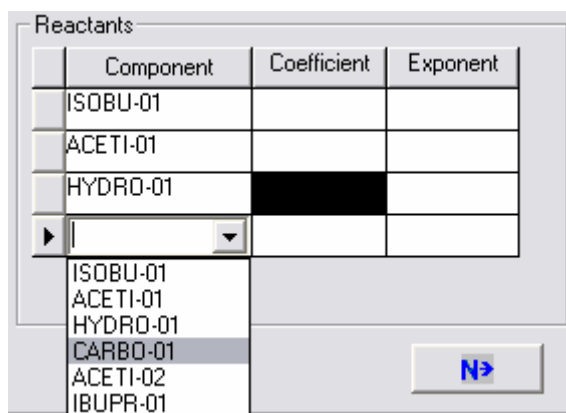 Reactants
Component Coefficient Exponent
ISOBU-01
ACETI-01
HYDRO-01
ISOBU-01
ACETI-01
HYDRO-01
CARBO-01
ACETI-02
IBUPR-01
N